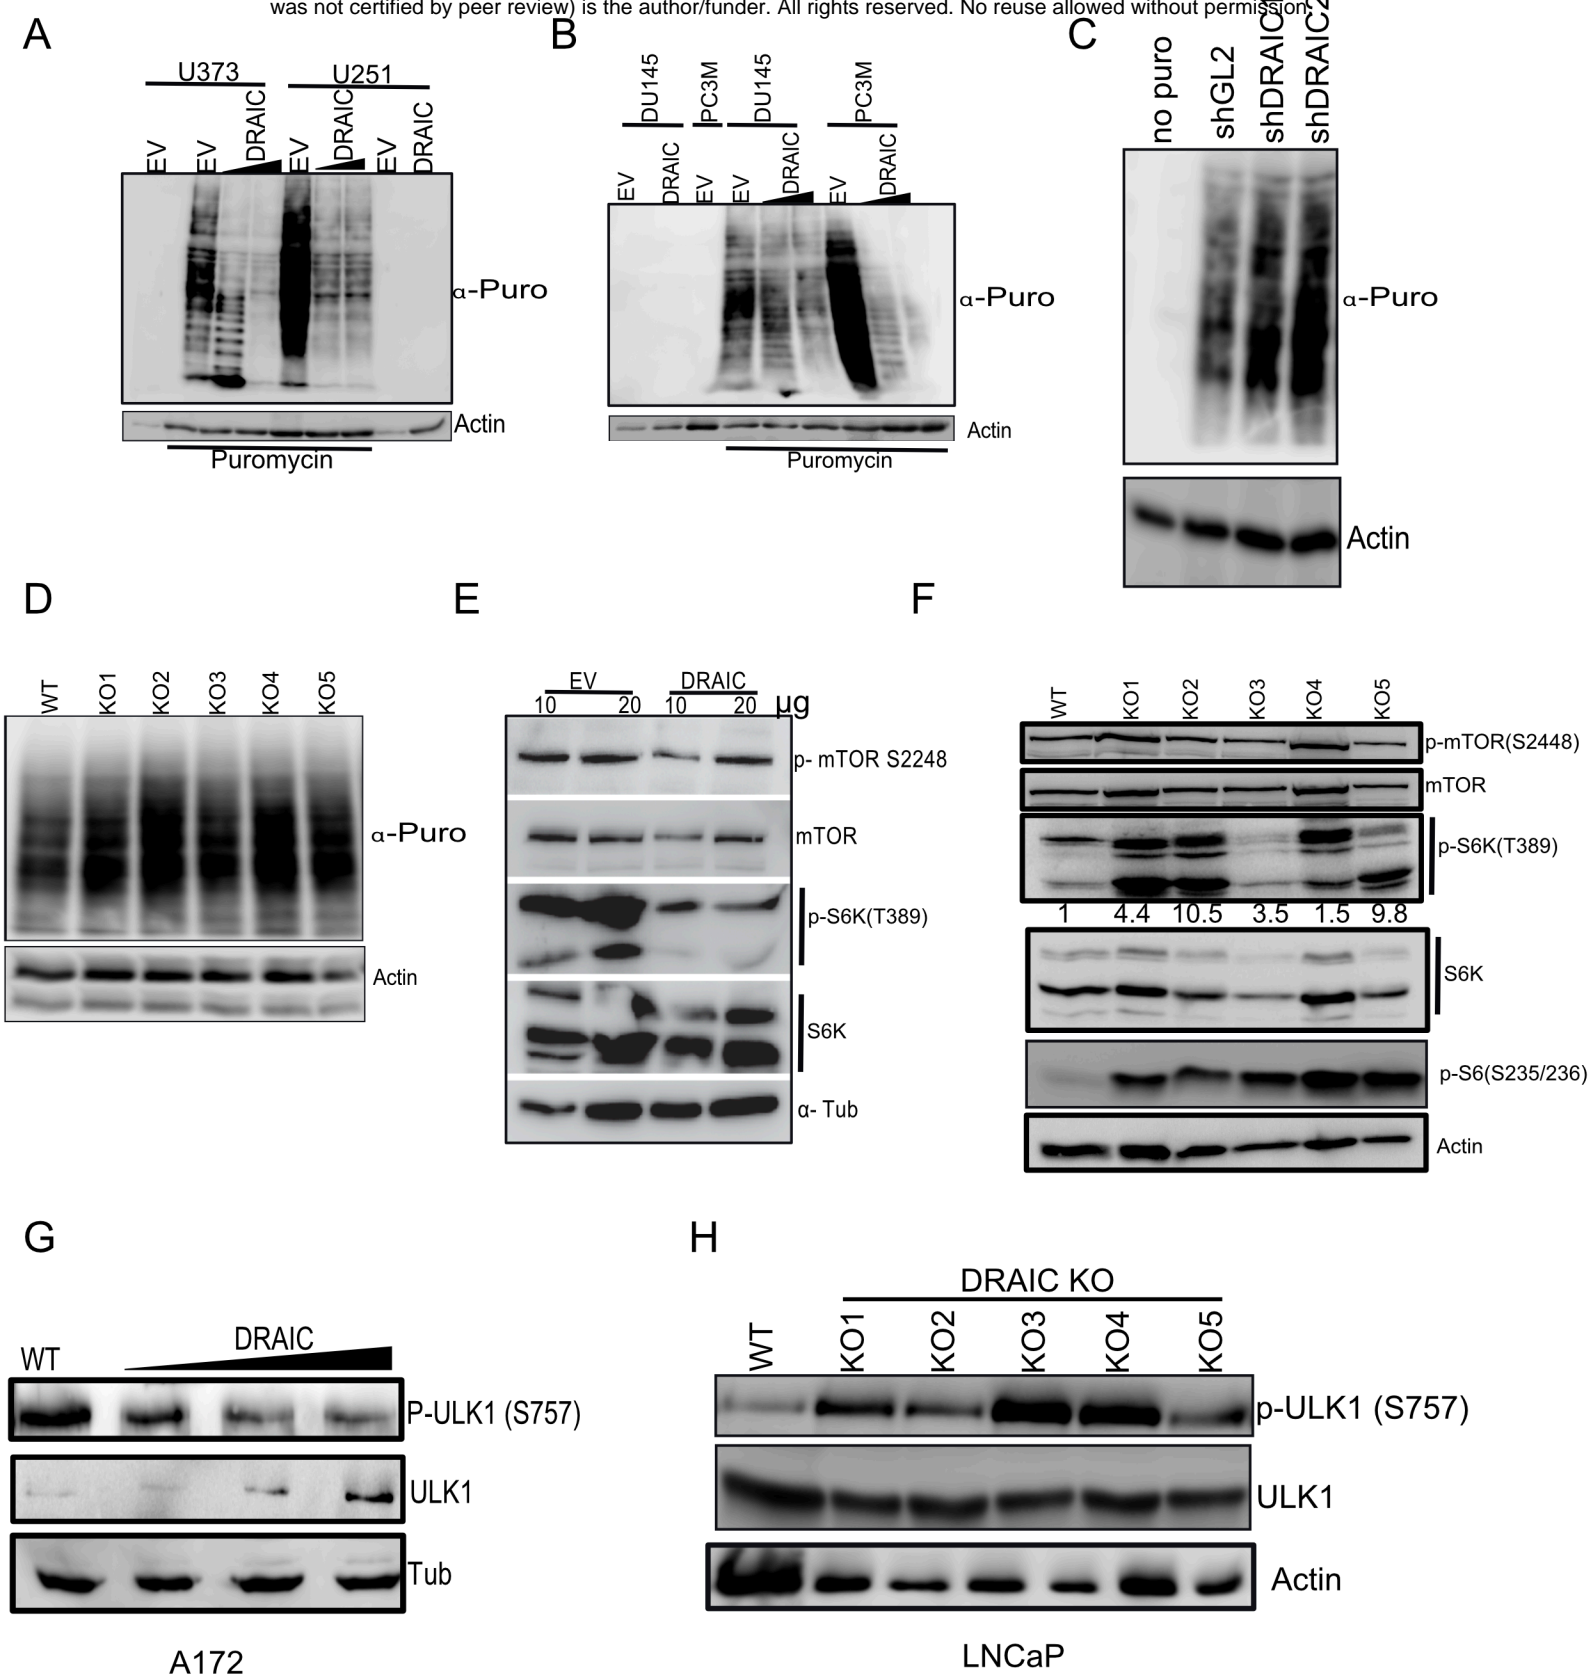 was not certified by peer review) is the author/funder. All rights reserved. No reuse allowed without permission.
A
U373
U251
EV
EV
DRAIC
EV
DRAIC
EV
DRAIC
α-Puro
Actin
Puromycin
B
DU145
PC3M
DU145
PC3M
EV
DRAIC
EV
EV
DRAIC
EV
DRAIC
α-Puro
Actin
Puromycin
C
no puro
shGL2
shDRAIC
shDRAIC2
α-Puro
Actin
D
WT
KO1
KO2
KO3
KO4
KO5
α-Puro
Actin
E
EV
DRAIC
10 20 10 20 µg
p- mTOR S2248
mTOR
p-S6K(T389)
S6K
α- Tub
F
WT
KO1
KO2
KO3
KO4
KO5
p-mTOR(S2448)
mTOR
p-S6K(T389)
1 4.4 10.5 3.5 1.5 9.8
S6K
p-S6(S235/236)
Actin
G
WT
DRAIC
P-ULK1 (S757)
ULK1
Tub
A172
H
DRAIC KO
WT
KO1
KO2
KO3
KO4
KO5
p-ULK1 (S757)
ULK1
Actin
LNCaP